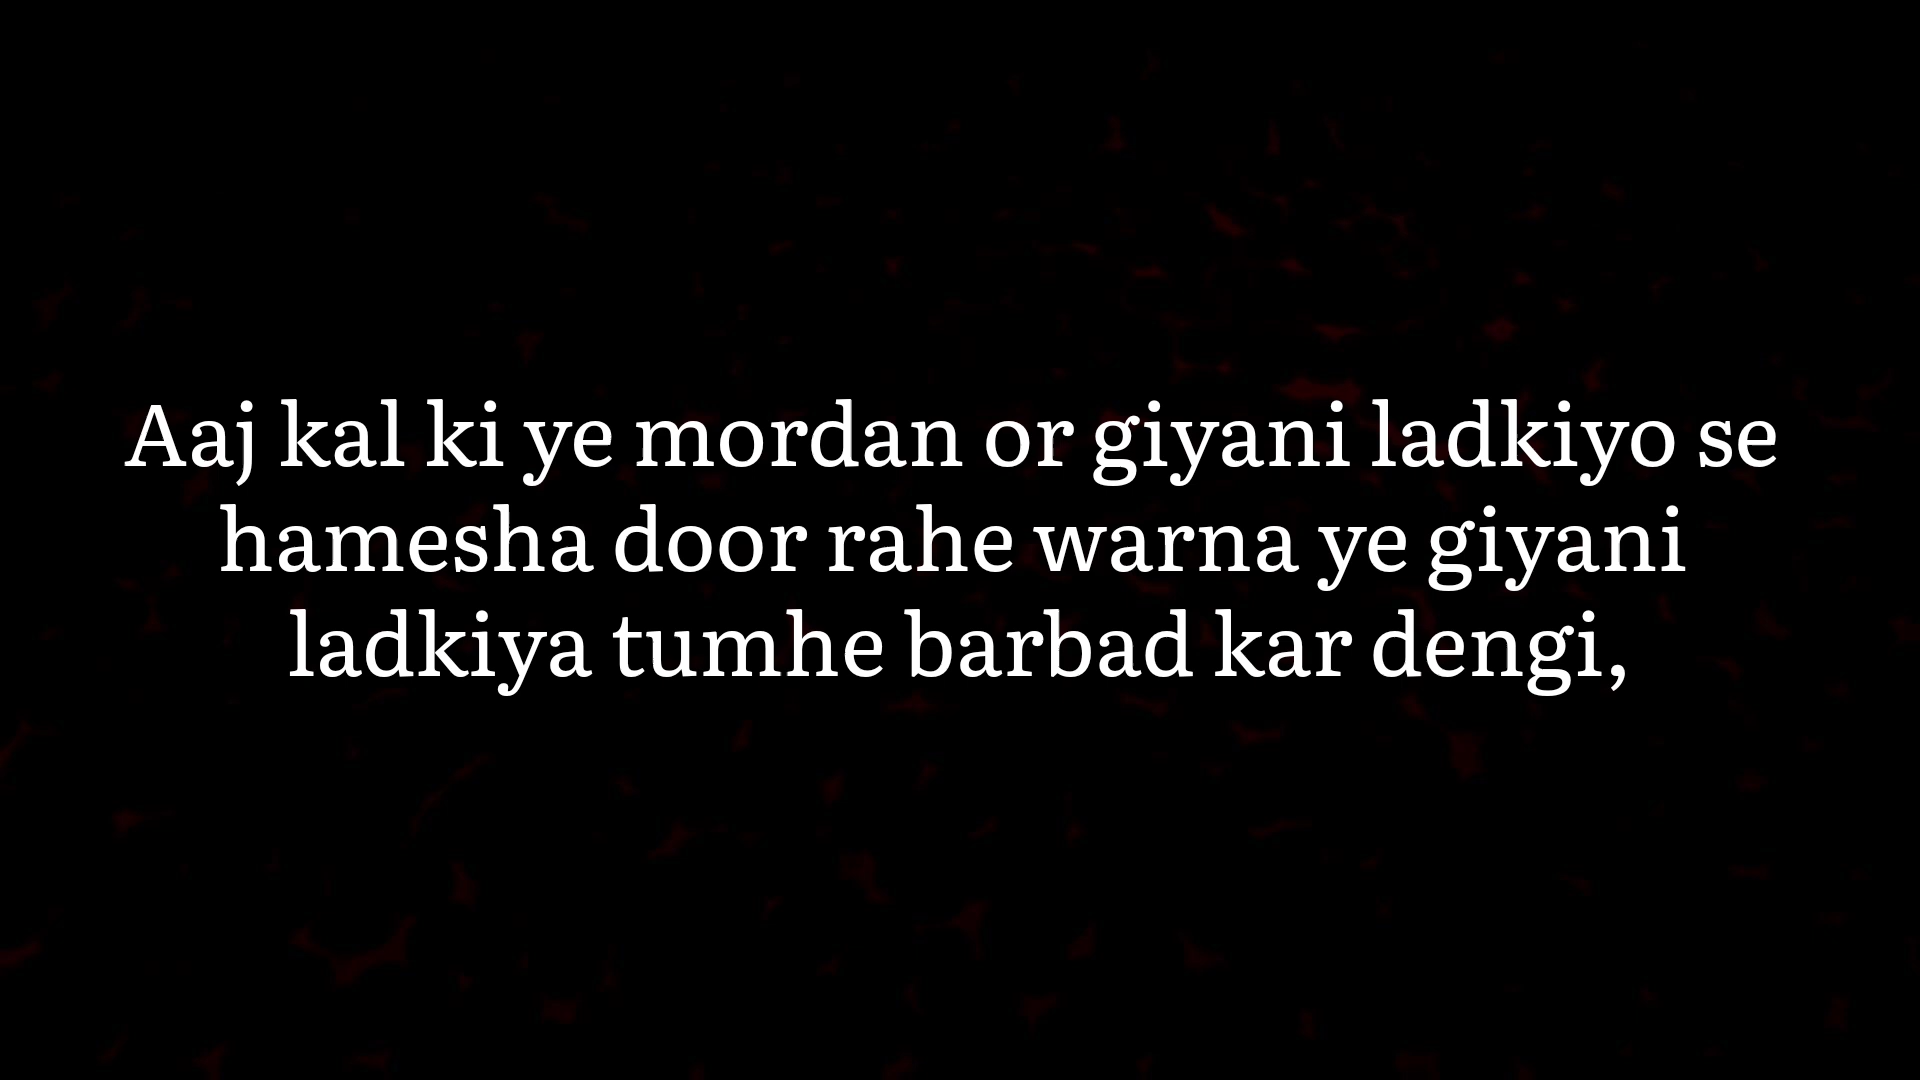 Aaj kal ki ye mordan or giyani ladkiyo se
hamesha door rahe warna ye giyani
ladkiya tumhe barbad kar dengi,